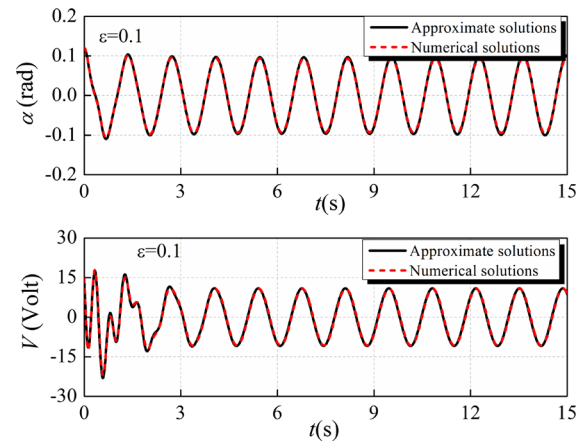 ε=0.1
Approximate solutions
Numerical solutions
α (rad)
0.2
0.1
0.0
-0.1
-0.2
0 3 6 9 12 15
t(s)
ε=0.1
Approximate solutions
Numerical solutions
V (Volt)
30
15
0
-15
-30
0 3 6 9 12 15
t(s)